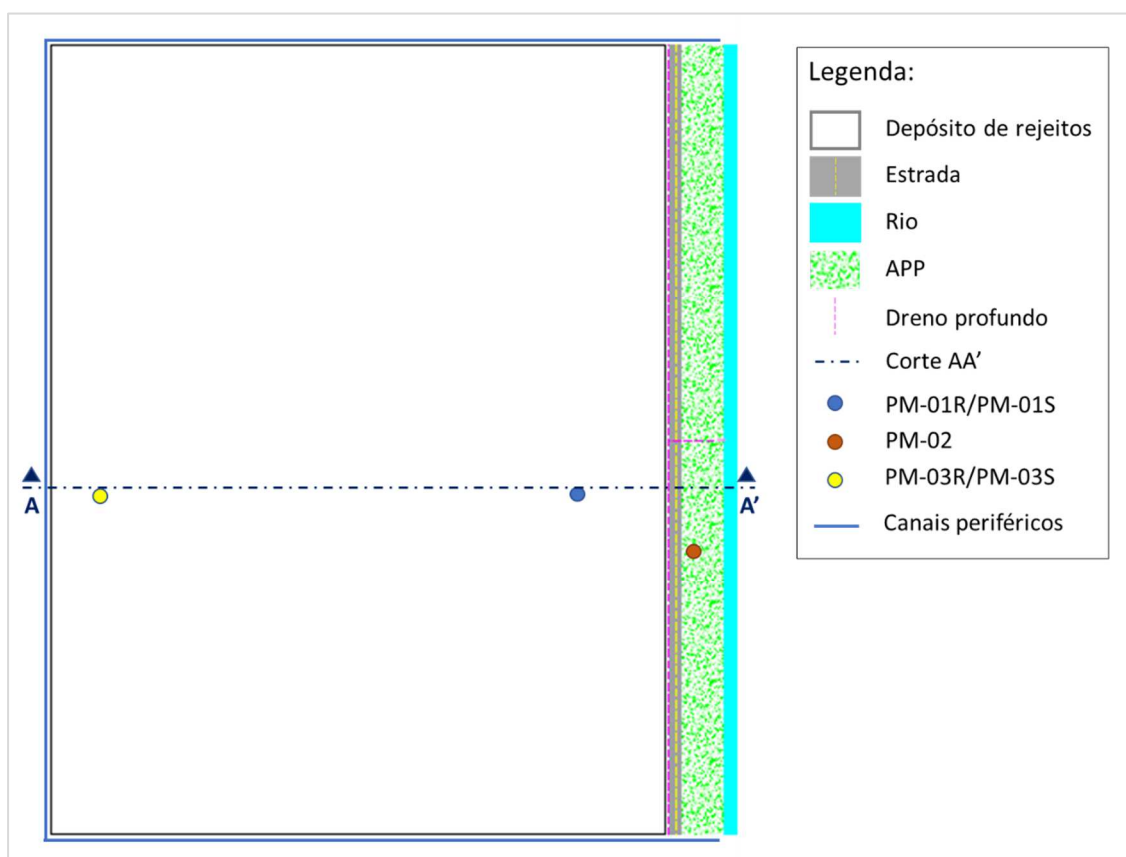 Legenda:
Depósito de rejeitos
Estrada
Rio
APP
Dreno profundo
Corte AA’
PM-01R/PM-01S
PM-02
PM-03R/PM-03S
Canais periféricos
A
A’